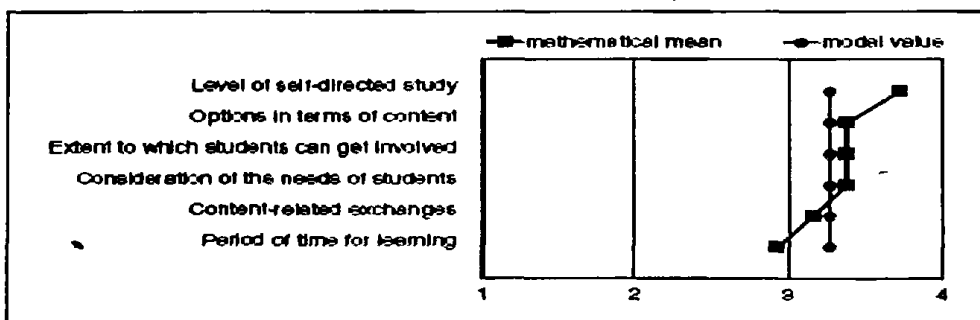 mathematical mean modal value
Level of self-directed study
Options in terms of content
Extent to which students can get involved
Consideration of the needs of students
Content-related exchanges
Period of time for learning
1 2 3 4